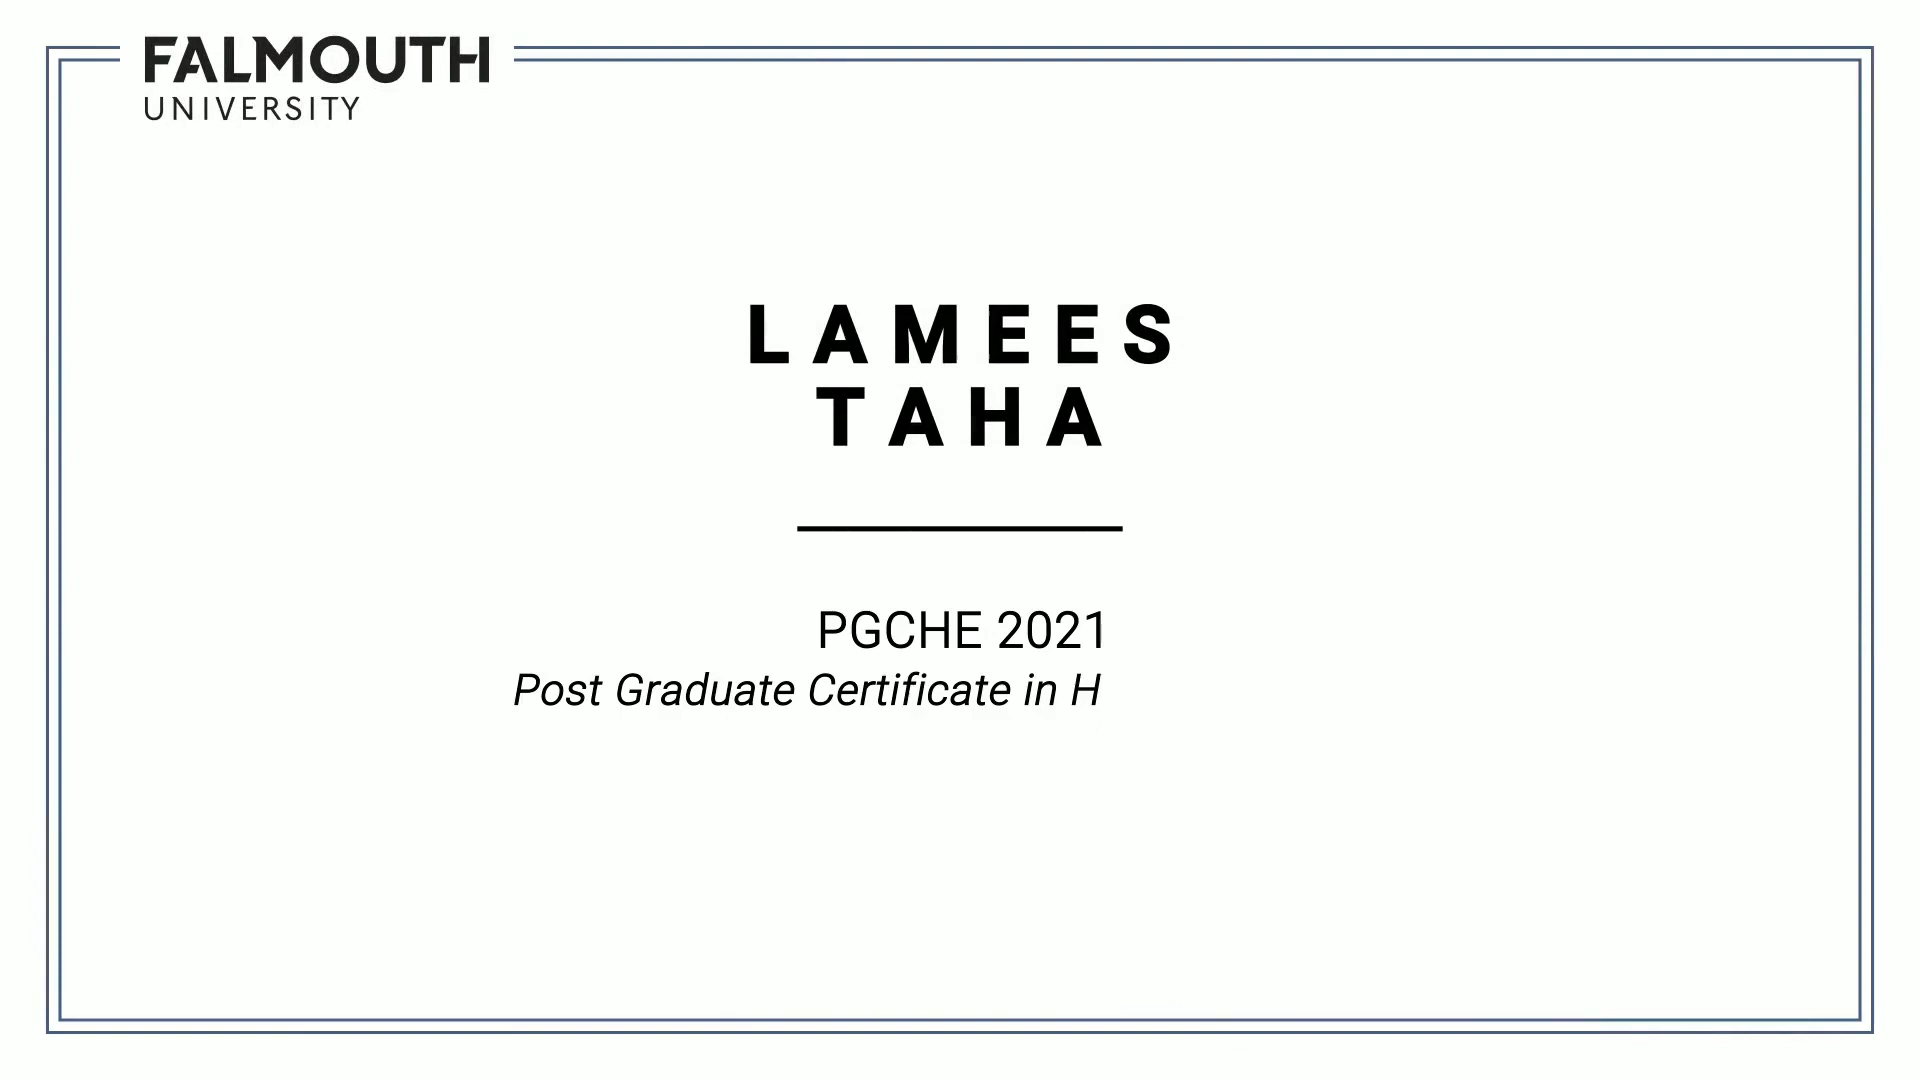 FALMOUTH
UNIVERSITY
LAMEES
TAHA
PGCHE 2021
Post Graduate Certificate in H